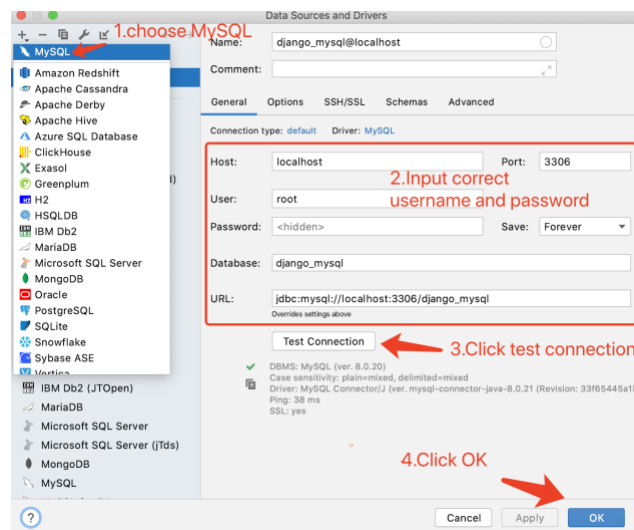 Data Sources and Drivers
1.choose MySQL
MySQL
Amazon Redshift
Apache Cassandra
Apache Derby
Apache Hive
Azure SQL Database
ClickHouse
Exasol
Greenplum
H2
HSQLDB
IBM Db2
MariaDB
Microsoft SQL Server
MongoDB
Oracle
PostgreSQL
SQLite
Snowflake
Sybase ASE
Vertica
IBM Db2 (JTOpen)
MariaDB
Microsoft SQL Server
Microsoft SQL Server (jTds)
MongoDB
MySQL
Name: django_mysql@localhost
Comment:
General Options SSH/SSL Schemas Advanced
Connection type: default Driver: MySQL
Host: localhost Port: 3306
2.Input correct
username and password
User: root
Password: <hidden> Save: Forever
Database: django_mysql
URL: jdbc:mysql://localhost:3306/django_mysql
Overrides settings above
Test Connection
3.Click test connection
DBMS: MySQL (ver. 8.0.20)
Case sensitivity: plain=mixed, delimited=mixed
Driver: MySQL Connector/J (ver. mysql-connector-java-8.0.21 (Revision: 33f65445a1
Ping: 38 ms
SSL: yes
4.Click OK
? Cancel Apply OK